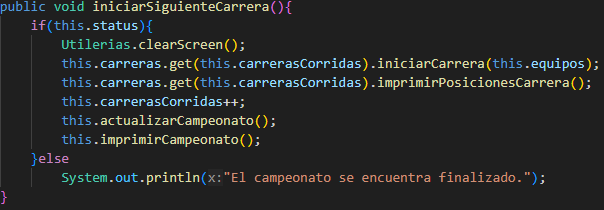 public void iniciarSiguienteCarrera(){
    if(this.status){
        Utilerias.clearScreen();
        this.carreras.get(this.carrerasCorridas).iniciarCarrera(this.equipos);
        this.carreras.get(this.carrerasCorridas).imprimirPosicionesCarrera();
        this.carrerasCorridas++;
        this.actualizarCampeonato();
        this.imprimirCampeonato();
    }else
        System.out.println(x:"El campeonato se encuentra finalizado.");
}